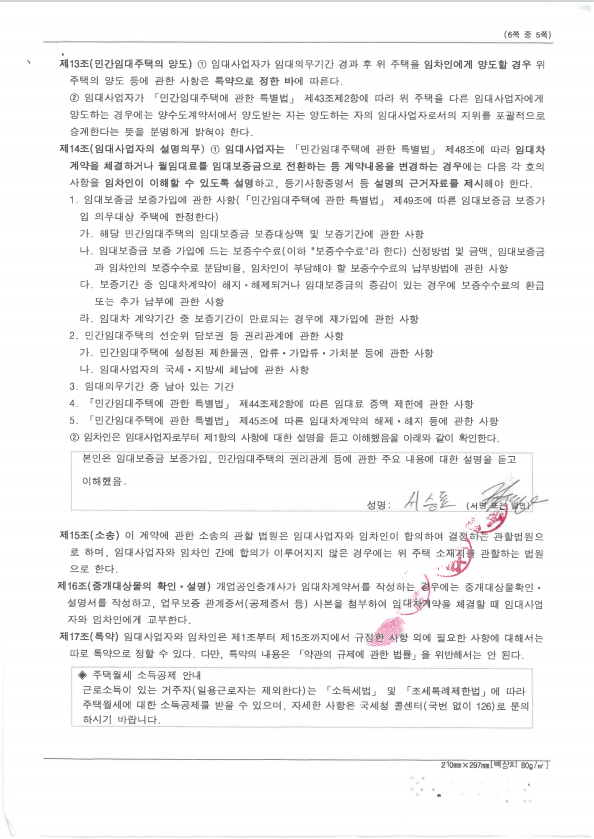 (6쪽 중 5쪽)
제13조(민간임대주택의 양도) ① 임대사업자가 임대의무기간 경과 후 위 주택을 임차인에게 양도할 경우 위
주택의 양도 등에 관한 사항은 특약으로 정한 바에 따른다.
② 임대사업자가 「민간임대주택에 관한 특별법」 제43조제2항에 따라 위 주택을 다른 임대사업자에게
양도하는 경우에는 양수도계약서에서 양도받는 자는 양도하는 자의 임대사업자로서의 지위를 포괄적으로
승계한다는 뜻을 분명하게 밝혀야 한다.
제14조(임대사업자의 설명의무) ① 임대사업자는 「민간임대주택에 관한 특별법」 제48조에 따라 임대차
계약을 체결하거나 월임대료를 임대보증금으로 전환하는 등 계약내용을 변경하는 경우에는 다음 각 호의
사항을 임차인이 이해할 수 있도록 설명하고, 등기사항증명서 등 설명의 근거자료를 제시해야 한다.
1. 임대보증금 보증가입에 관한 사항(「민간임대주택에 관한 특별법」 제49조에 따른 임대보증금 보증가
입 의무대상 주택에 한정한다)
가. 해당 민간임대주택의 임대보증금 보증대상액 및 보증기간에 관한 사항
나. 임대보증금 보증 가입에 드는 보증수수료(이하 "보증수수료"라 한다) 산정방법 및 금액, 임대보증금
과 임차인의 보증수수료 분담비율, 임차인이 부담해야 할 보증수수료의 납부방법에 관한 사항
다. 보증기간 중 임대차계약이 해지·해제되거나 임대보증금의 증감이 있는 경우에 보증수수료의 환급
또는 추가 납부에 관한 사항
라. 임대차 계약기간 중 보증기간이 만료되는 경우에 재가입에 관한 사항
2. 민간임대주택의 선순위 담보권 등 권리관계에 관한 사항
가. 민간임대주택에 설정된 제한물권, 압류·가압류·가처분 등에 관한 사항
나. 임대사업자의 국세·지방세 체납에 관한 사항
3. 임대의무기간 중 남아 있는 기간
4. 「민간임대주택에 관한 특별법」 제44조제2항에 따른 임대료 증액 제한에 관한 사항
5. 「민간임대주택에 관한 특별법」 제45조에 따른 임대차계약의 해제·해지 등에 관한 사항
② 임차인은 임대사업자로부터 제1항의 사항에 대한 설명을 듣고 이해했음을 아래와 같이 확인한다.
본인은 임대보증금 보증가입, 민간임대주택의 권리관계 등에 관한 주요 내용에 대한 설명을 듣고
이해했음.
성명: (서명 또는 날인)
제15조(소송) 이 계약에 관한 소송의 관할 법원은 임대사업자와 임차인이 합의하여 결정하는 관할법원으
로 하며, 임대사업자와 임차인 간에 합의가 이루어지지 않은 경우에는 위 주택 소재지를 관할하는 법원
으로 한다.
제16조(중개대상물의 확인·설명) 개업공인중개사가 임대차계약서를 작성하는 경우에는 중개대상물확인·
설명서를 작성하고, 업무보증 관계증서(공제증서 등) 사본을 첨부하여 임대차계약을 체결할 때 임대사업
자와 임차인에게 교부한다.
제17조(특약) 임대사업자와 임차인은 제1조부터 제15조까지에서 규정한 사항 외에 필요한 사항에 대해서는
따로 특약으로 정할 수 있다. 다만, 특약의 내용은 「약관의 규제에 관한 법률」을 위반해서는 안 된다.
◈ 주택월세 소득공제 안내
근로소득이 있는 거주자(일용근로자는 제외한다)는 「소득세법」 및 「조세특례제한법」에 따라
주택월세에 대한 소득공제를 받을 수 있으며, 자세한 사항은 국세청 콜센터(국번 없이 126)로 문의
하시기 바랍니다.
210㎜×297㎜[백상지 80g/㎡]